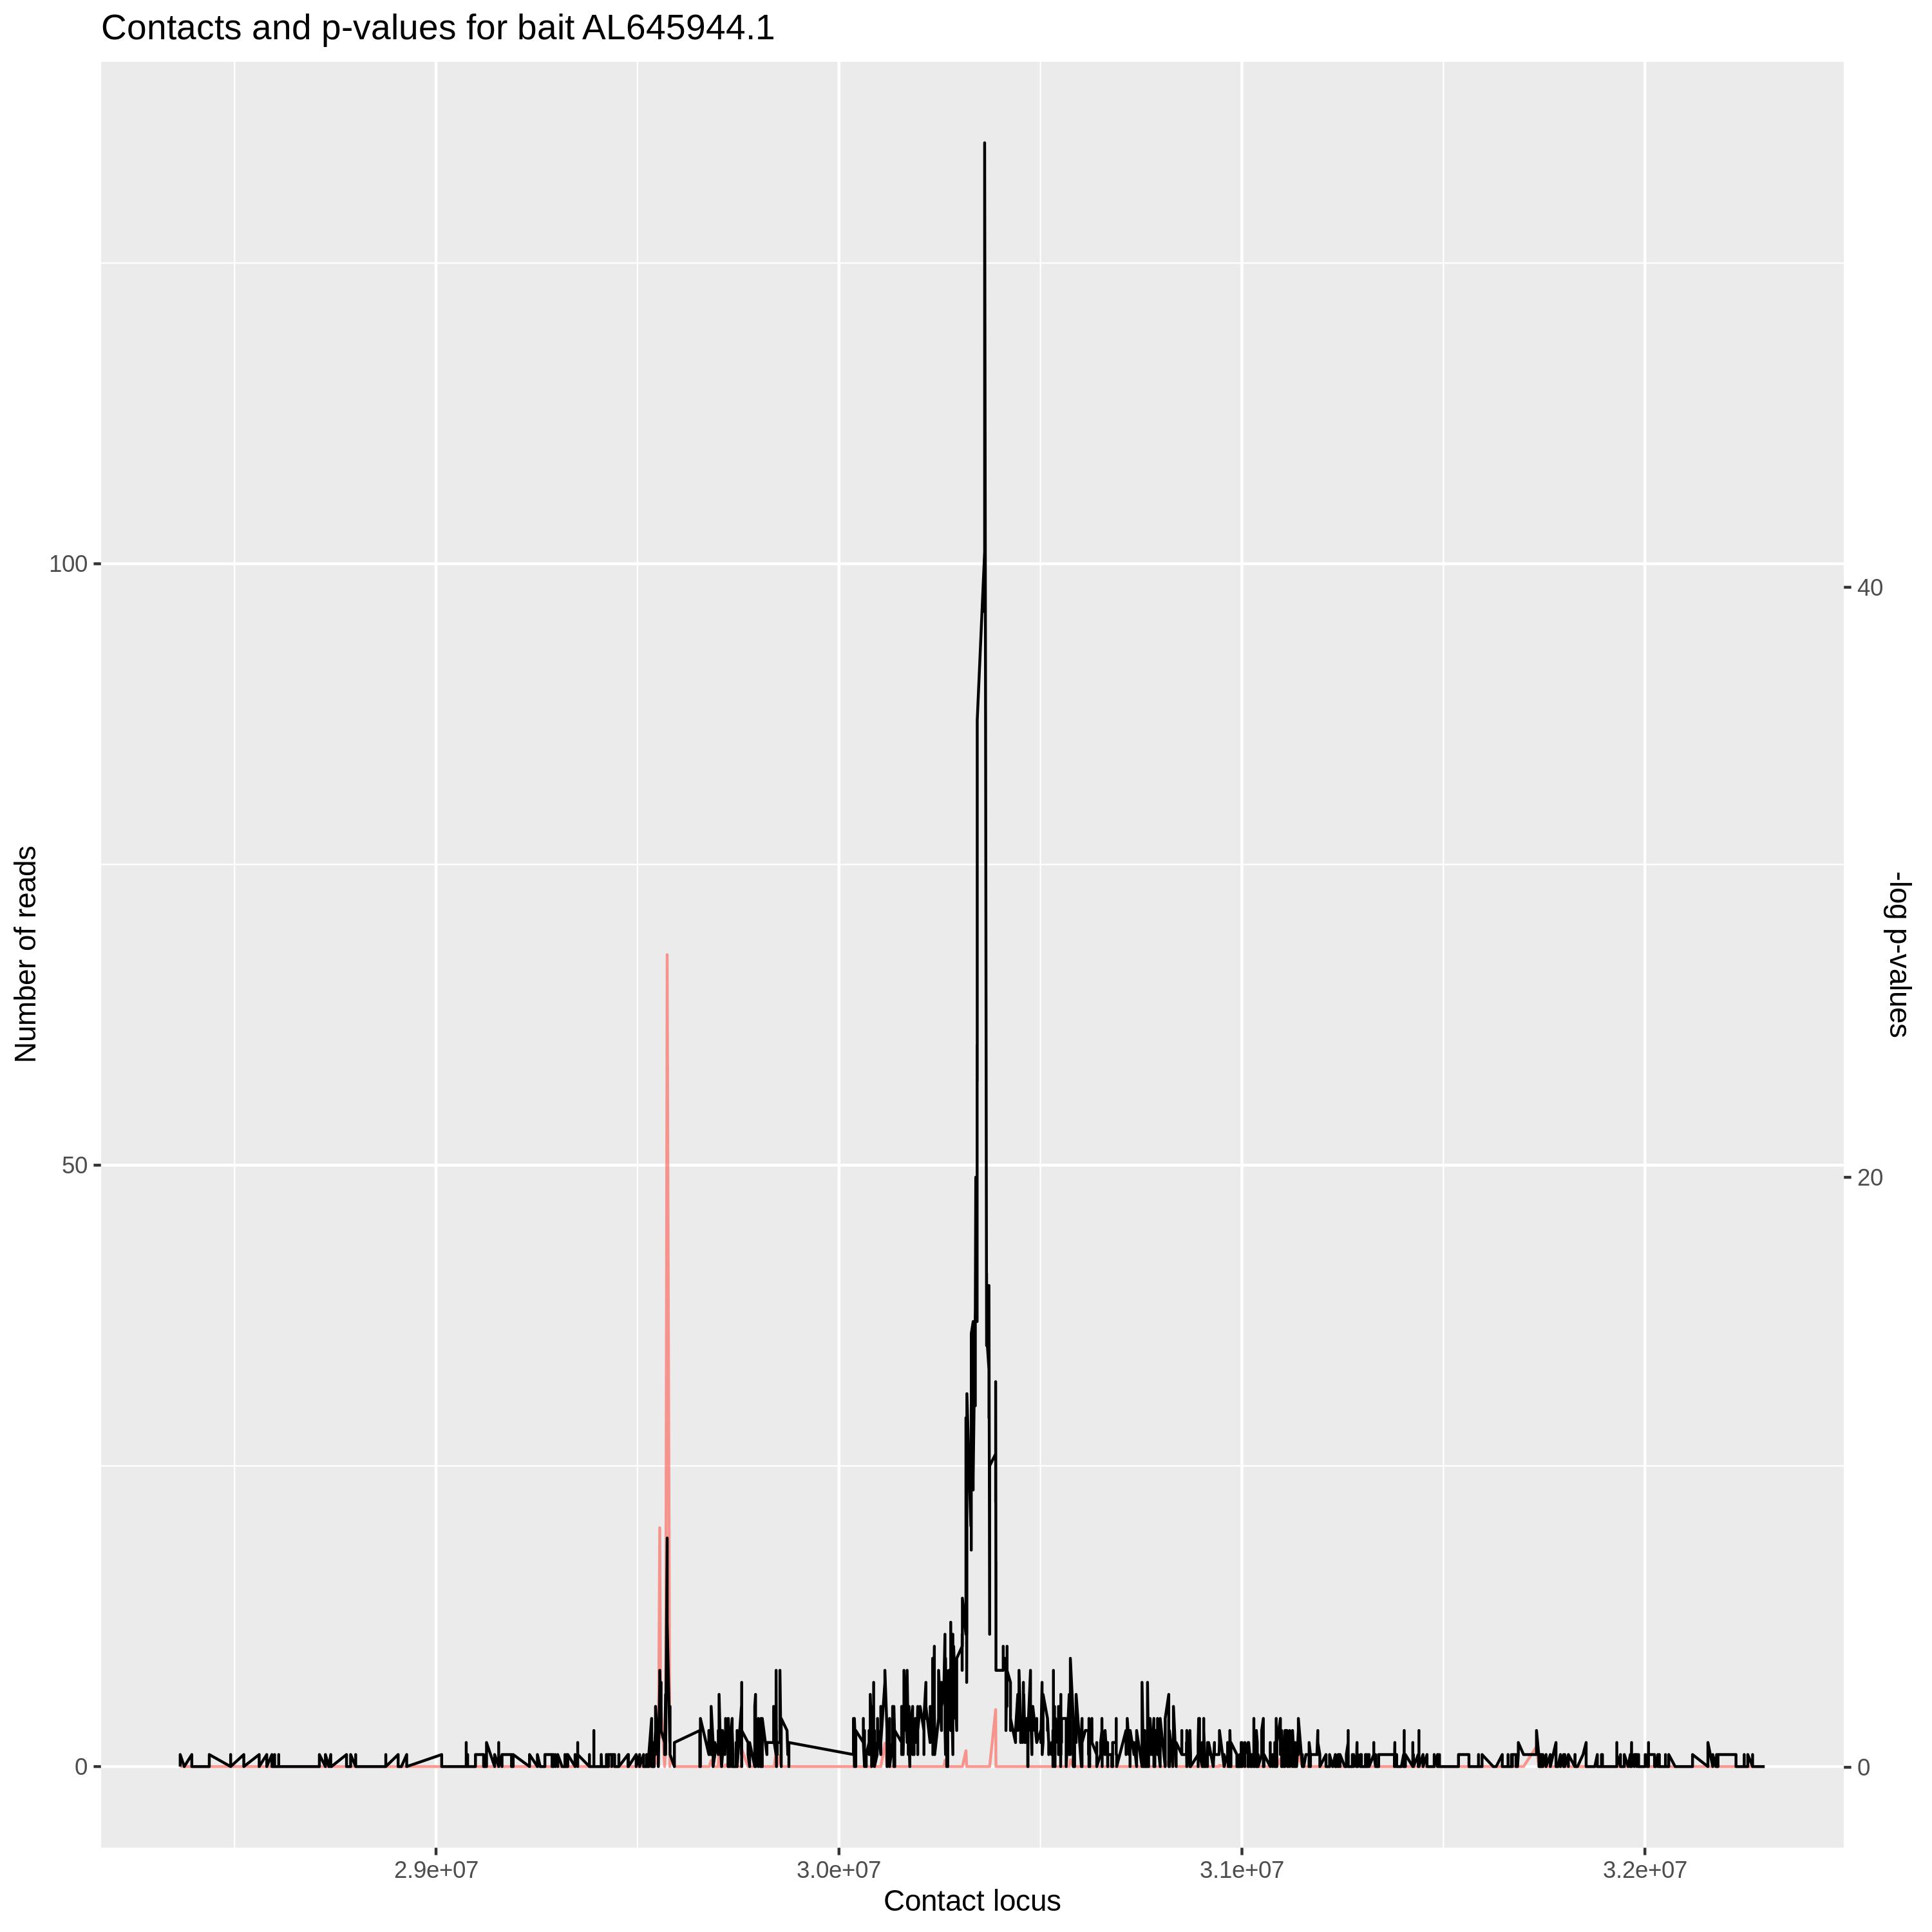 Contacts and p-values for bait AL645944.1
100
50
0
Number of reads
40
20
0
-log p-values
2.9e+07 3.0e+07 3.1e+07 3.2e+07
Contact locus